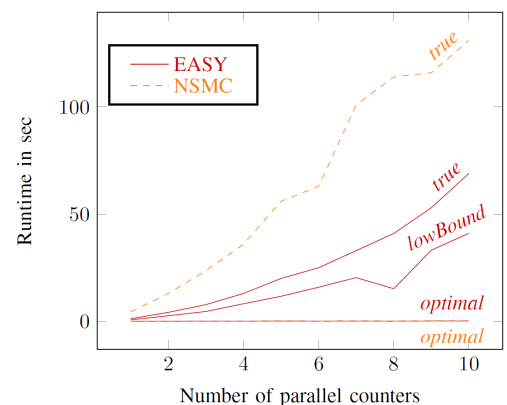 true
EASY
NSMC
100
true
Runtime in sec
50
lowBound
optimal
0
optimal
2 4 6 8 10
Number of parallel counters